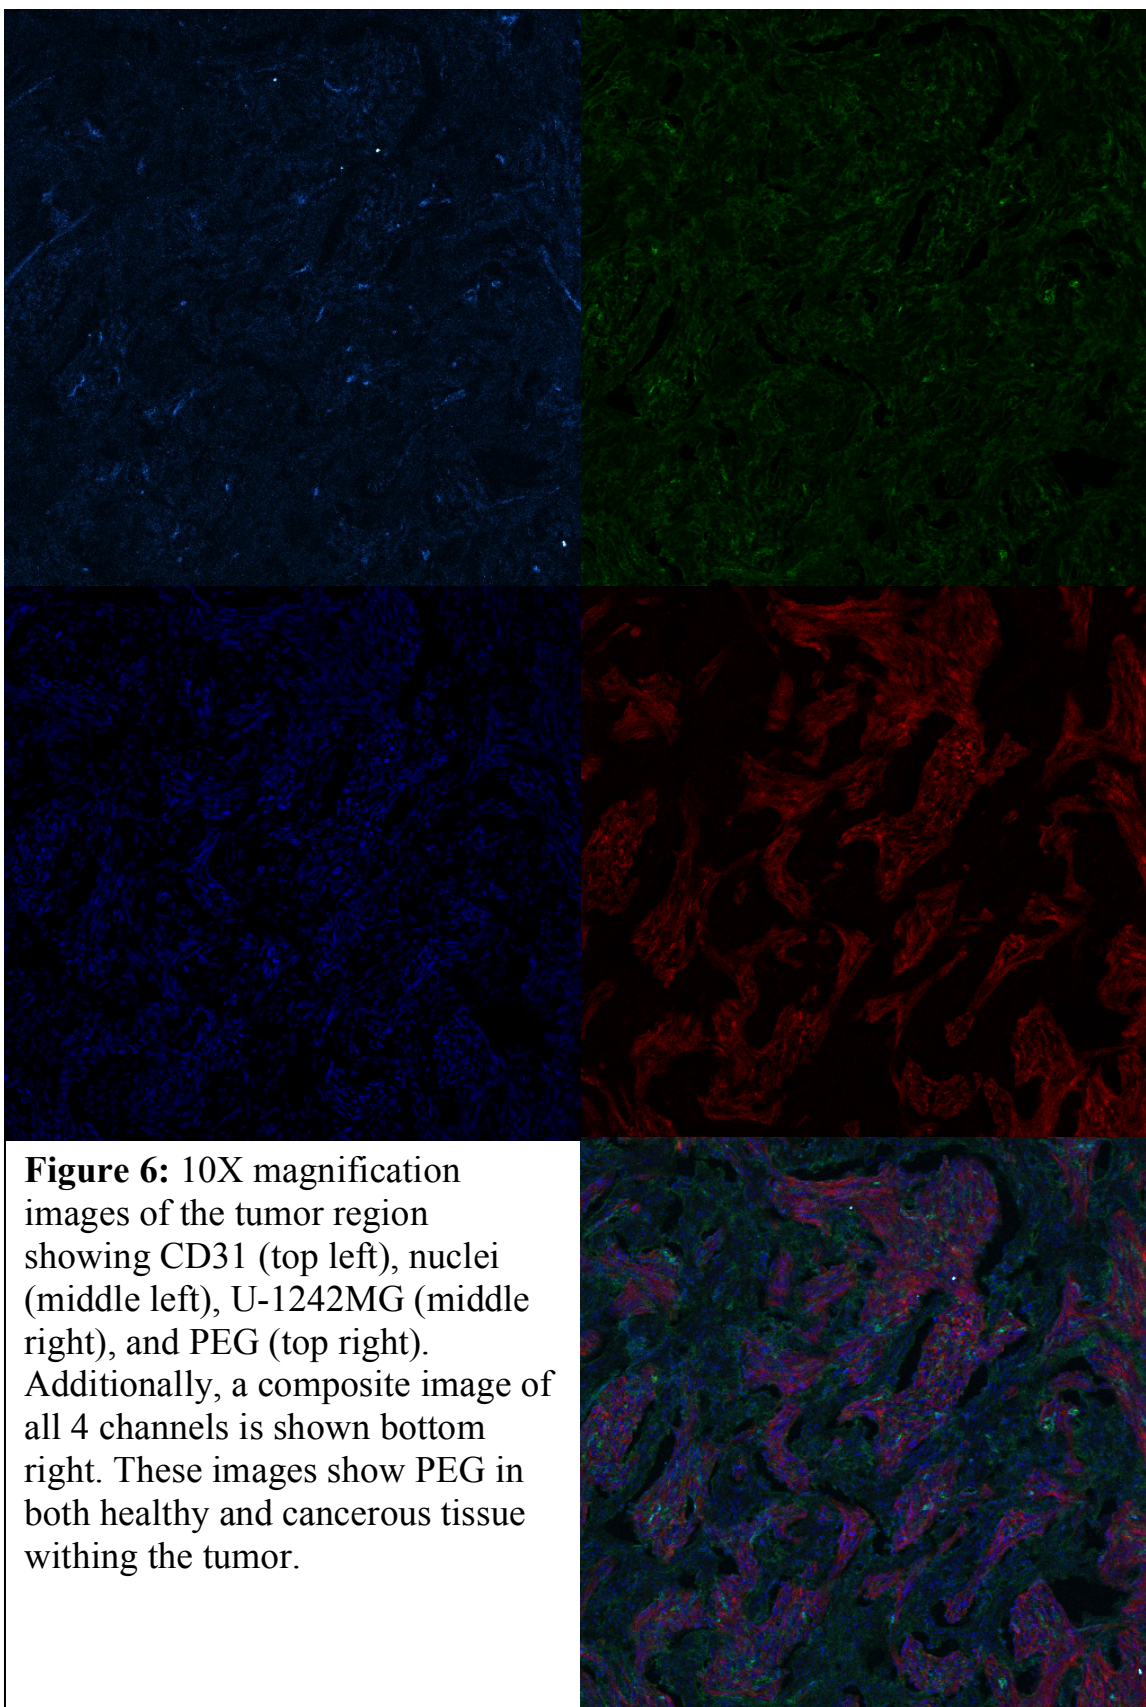 Figure 6: 10X magnification
images of the tumor region
showing CD31 (top left), nuclei
(middle left), U-1242MG (middle
right), and PEG (top right).
Additionally, a composite image of
all 4 channels is shown bottom
right. These images show PEG in
both healthy and cancerous tissue
withing the tumor.